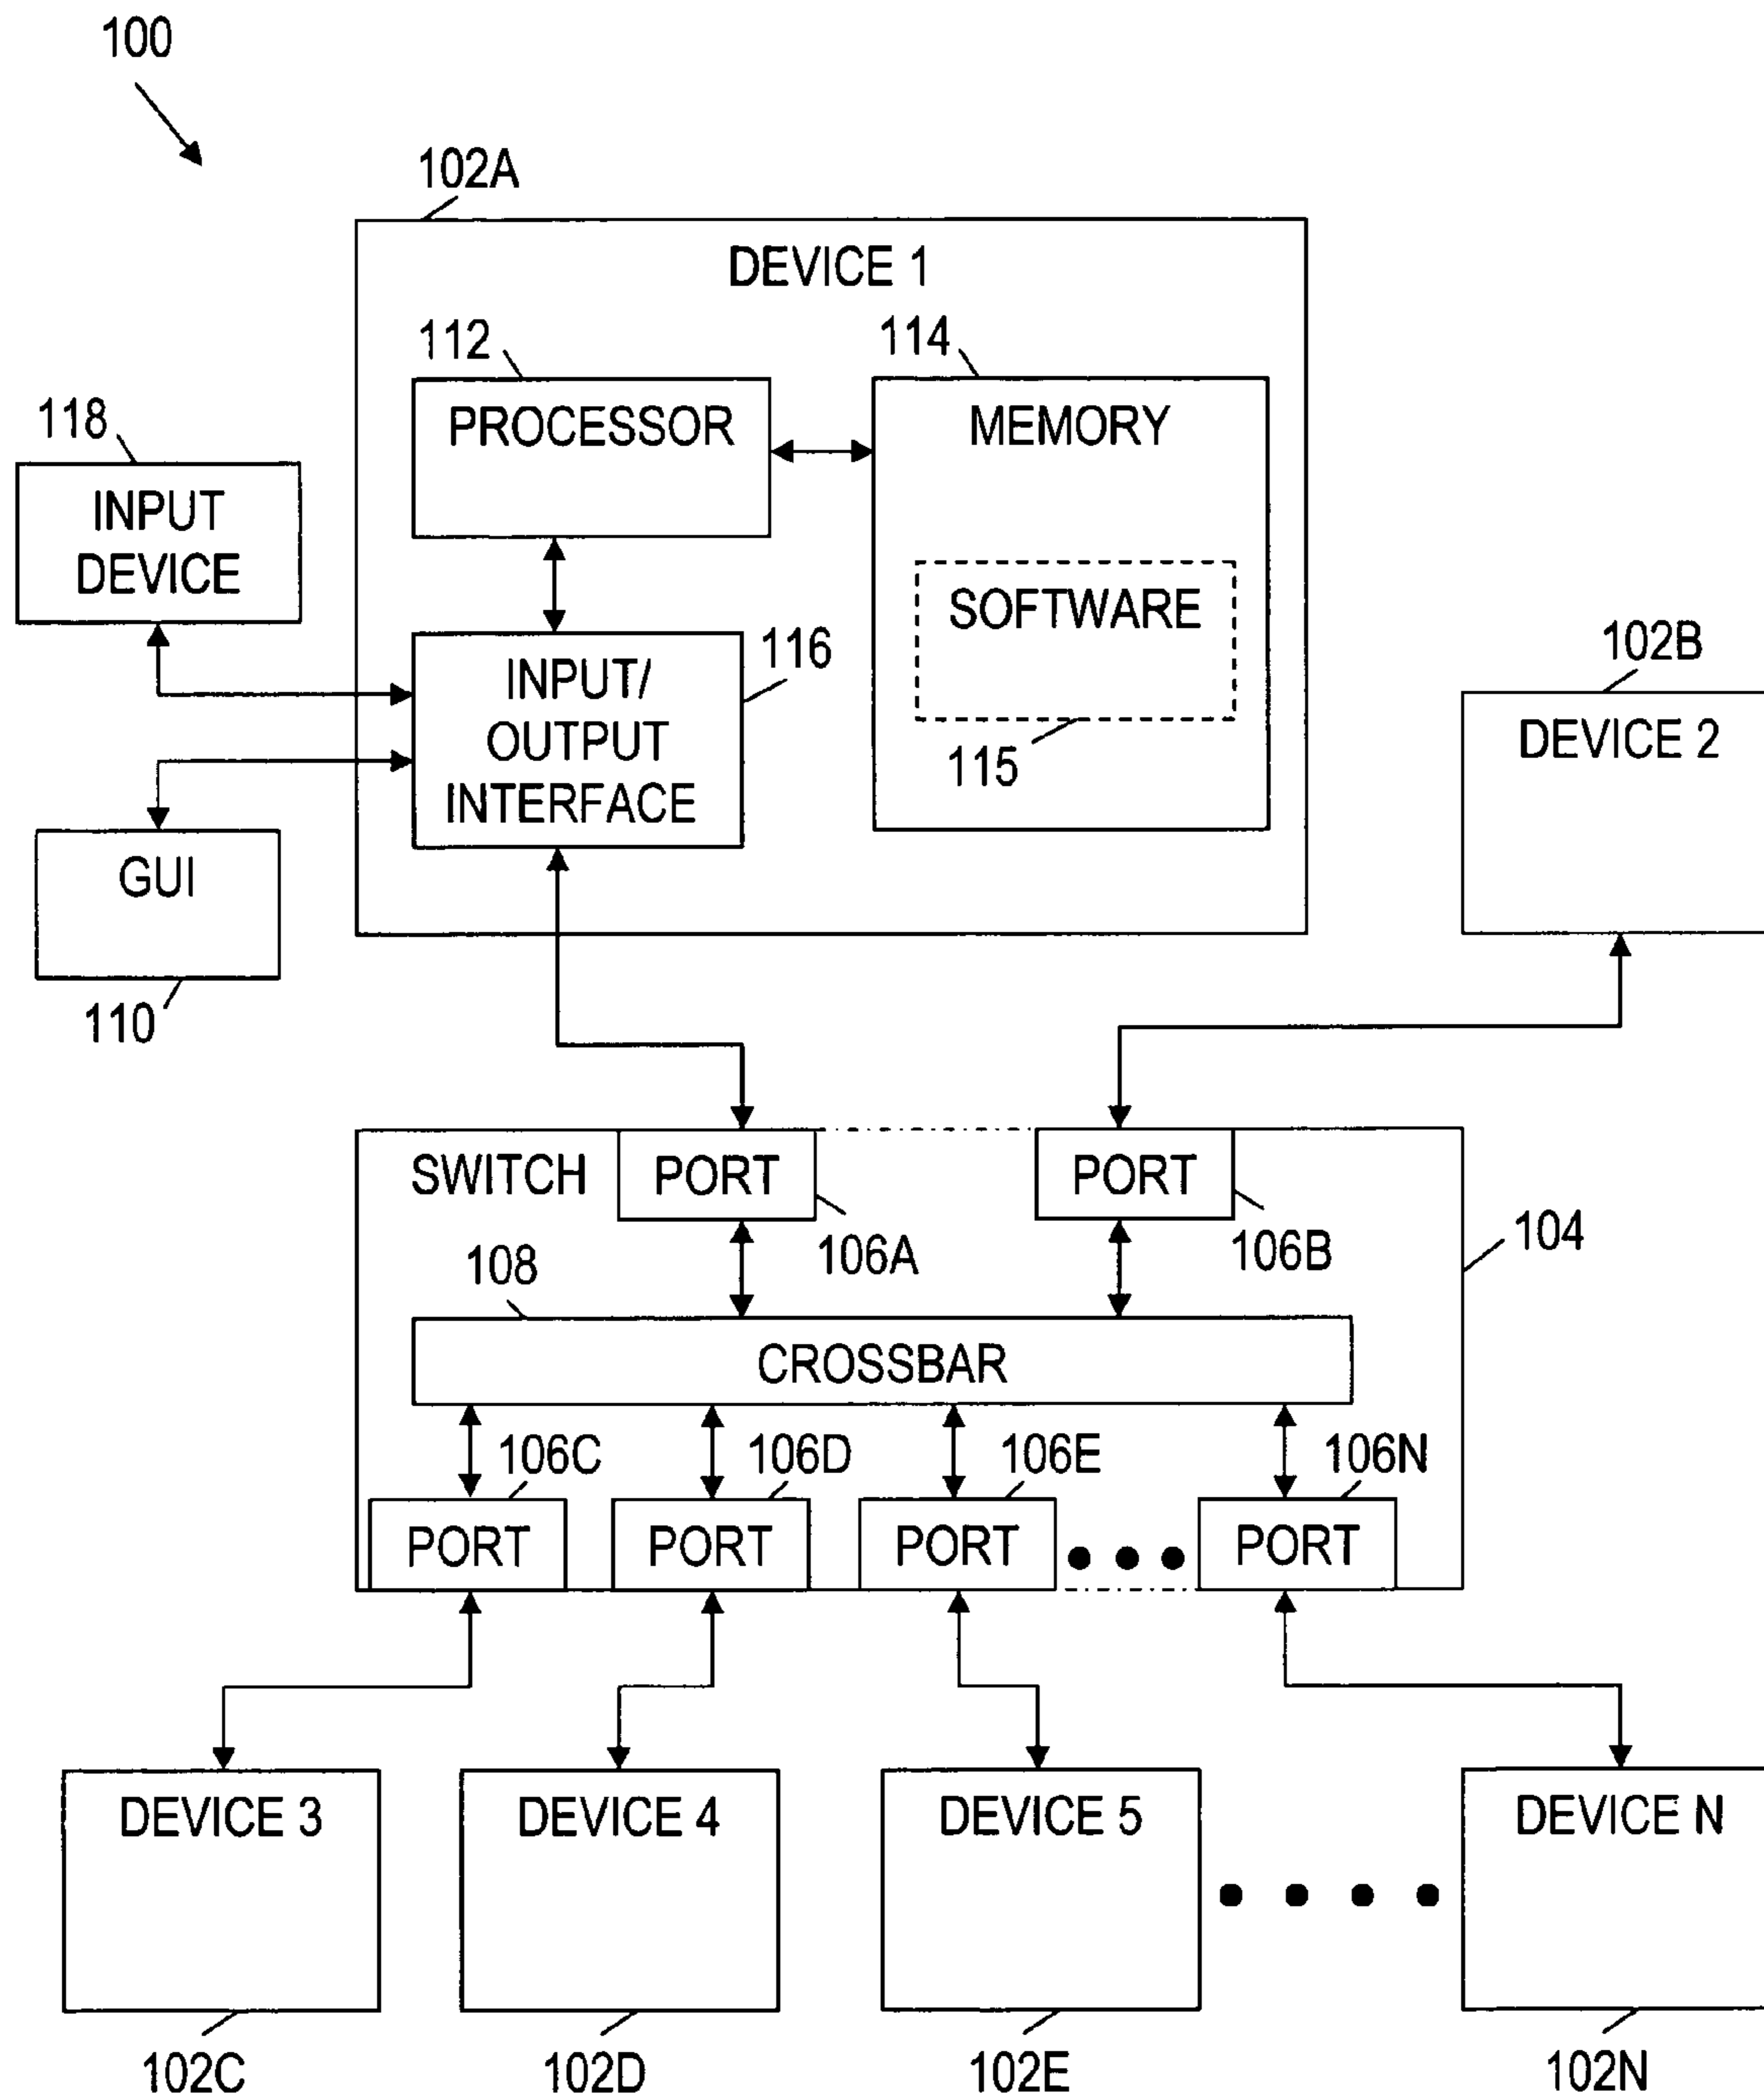 100
102A
DEVICE 1
112
114
118
PROCESSOR
MEMORY
INPUT
DEVICE
SOFTWARE
116
102B
INPUT/
OUTPUT
INTERFACE
115
DEVICE 2
GUI
110
SWITCH
PORT
PORT
106A
106B
104
108
CROSSBAR
106C
106D
106E
106N
PORT
PORT
PORT
PORT
DEVICE 3
DEVICE 4
DEVICE 5
DEVICE N
102C
102D
102E
102N